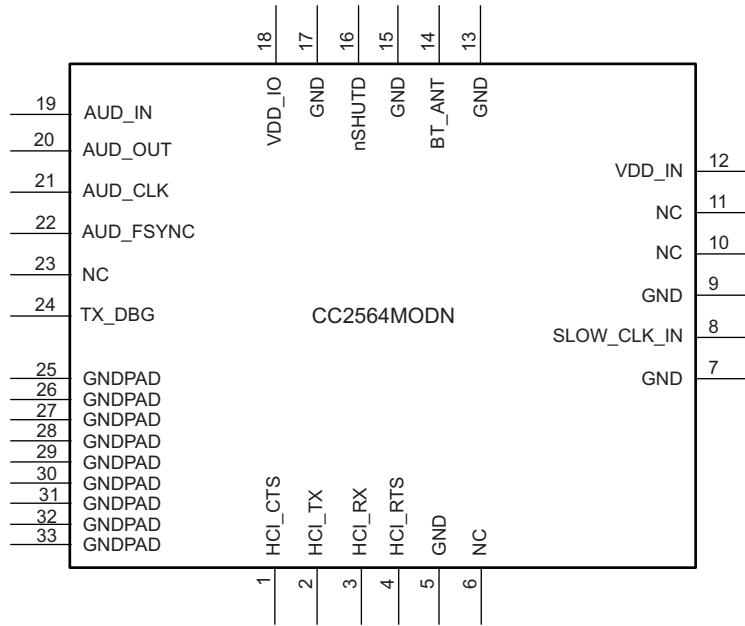 18 17 16 15 14 13
VDD_IO GND nSHUTD GND BT_ANT GND
19 AUD_IN
20 AUD_OUT
21 AUD_CLK
22 AUD_FSYNC
23 NC
24 TX_DBG
25 GNDPAD
26 GNDPAD
27 GNDPAD
28 GNDPAD
29 GNDPAD
30 GNDPAD
31 GNDPAD
32 GNDPAD
33 GNDPAD
CC2564MODN
VDD_IN 12
NC 11
NC 10
GND 9
SLOW_CLK_IN 8
GND 7
HCI_CTS HCI_TX HCI_RX HCI_RTS GND NC
1 2 3 4 5 6